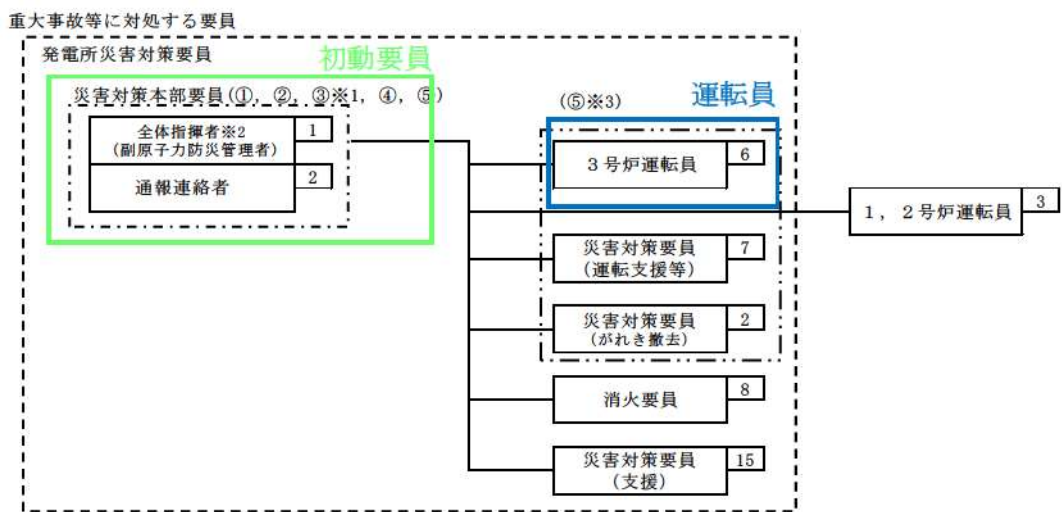 重大事故等に対処する要員
発電所災害対策要員
初動要員
災害対策本部要員(①,②,③※1,④,⑤)
全体指揮者※2
(副原子力防災管理者)
1
通報連絡者
2
(⑤※3)
運転員
3号炉運転員
6
1,2号炉運転員
3
災害対策要員
(運転支援等)
7
災害対策要員
(がれき撤去)
2
消火要員
8
災害対策要員
(支援)
15